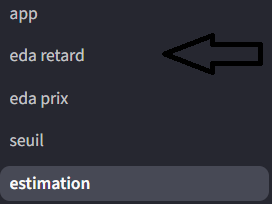 app
eda retard
eda prix
seuil
estimation